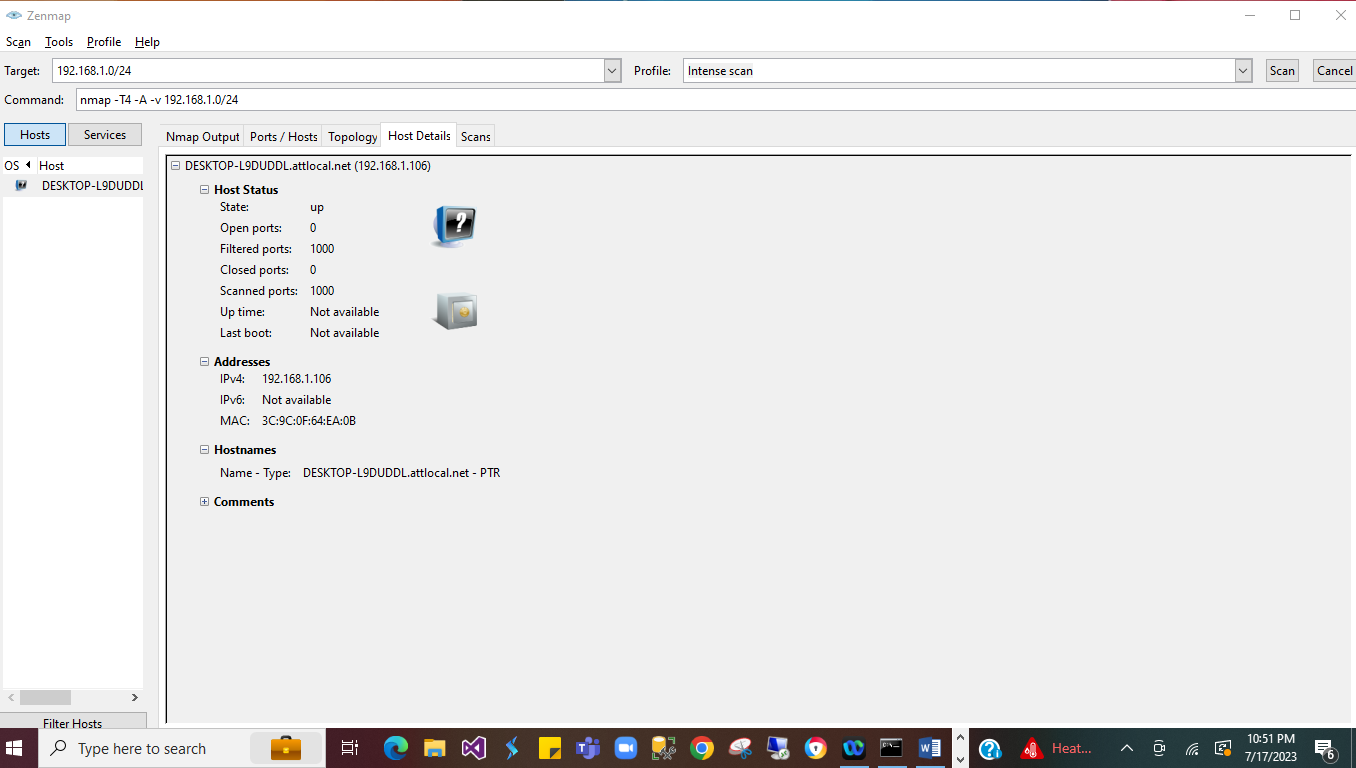 Zenmap
Scan Tools Profile Help
Target: 192.168.1.0/24 Profile: Intense scan Scan Cancel
Command: nmap -T4 -A -v 192.168.1.0/24
Hosts Services Nmap Output Ports / Hosts Topology Host Details Scans
OS Host
DESKTOP-L9DUDDL
DESKTOP-L9DUDDL.attlocal.net (192.168.1.106)
Host Status
State: up
Open ports: 0
Filtered ports: 1000
Closed ports: 0
Scanned ports: 1000
Up time: Not available
Last boot: Not available
?
Addresses
IPv4: 192.168.1.106
IPv6: Not available
MAC: 3C:9C:0F:64:EA:0B
Hostnames
Name - Type: DESKTOP-L9DUDDL.attlocal.net - PTR
Comments
Filter Hosts
Type here to search
Heat...
10:51 PM
7/17/2023
6